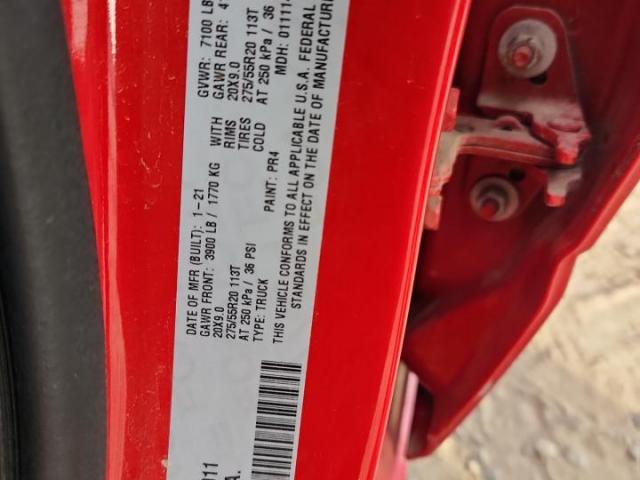 DATE OF MFR (BUILT): 1-21 GVWR: 7100 LB
GAWR FRONT: 3900 LB / 1770 KG WITH GAWR REAR:
20X9.0 RIMS 20X9.0
275/55R20 113T TIRES 275/55R20 113T
AT 250 kPa / 36 PSI COLD AT 250 kPa / 36
TYPE: TRUCK PAINT: PR4 MDH: 01111
THIS VEHICLE CONFORMS TO ALL APPLICABLE U.S.A. FEDERAL
STANDARDS IN EFFECT ON THE DATE OF MANUFACTUR